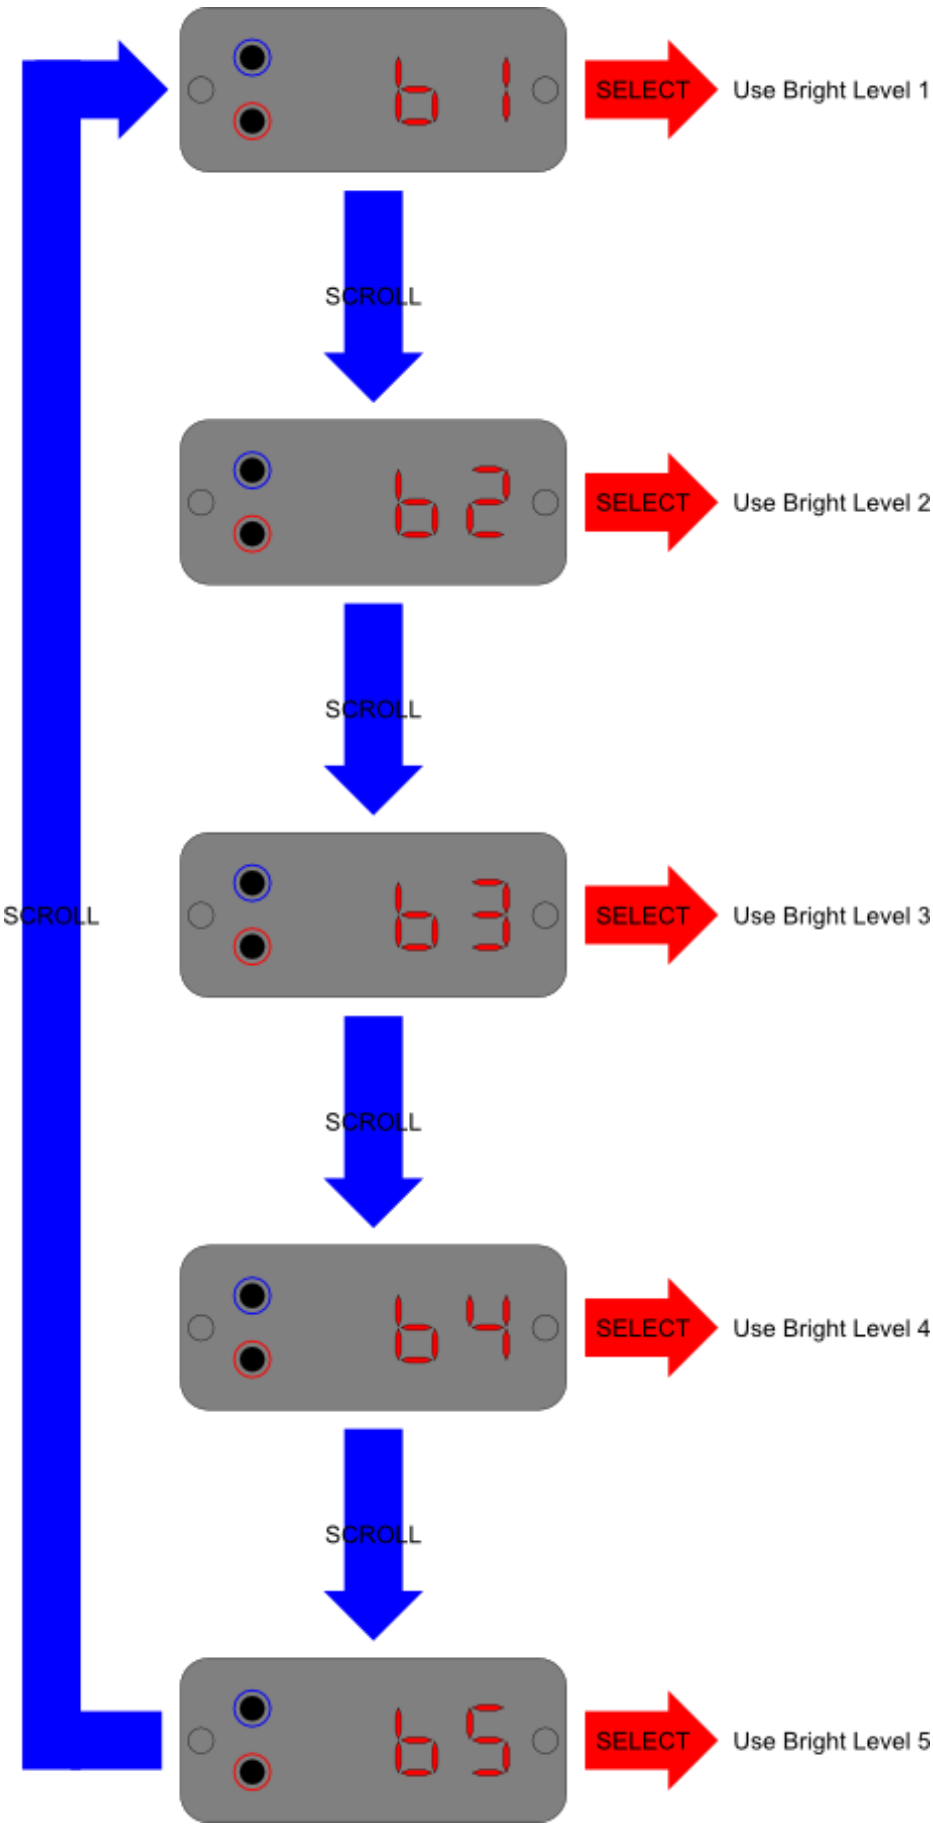 b1
SELECT
Use Bright Level 1
SCROLL
b2
SELECT
Use Bright Level 2
SCROLL
b3
SELECT
Use Bright Level 3
SCROLL
SCROLL
b4
SELECT
Use Bright Level 4
SCROLL
b5
SELECT
Use Bright Level 5